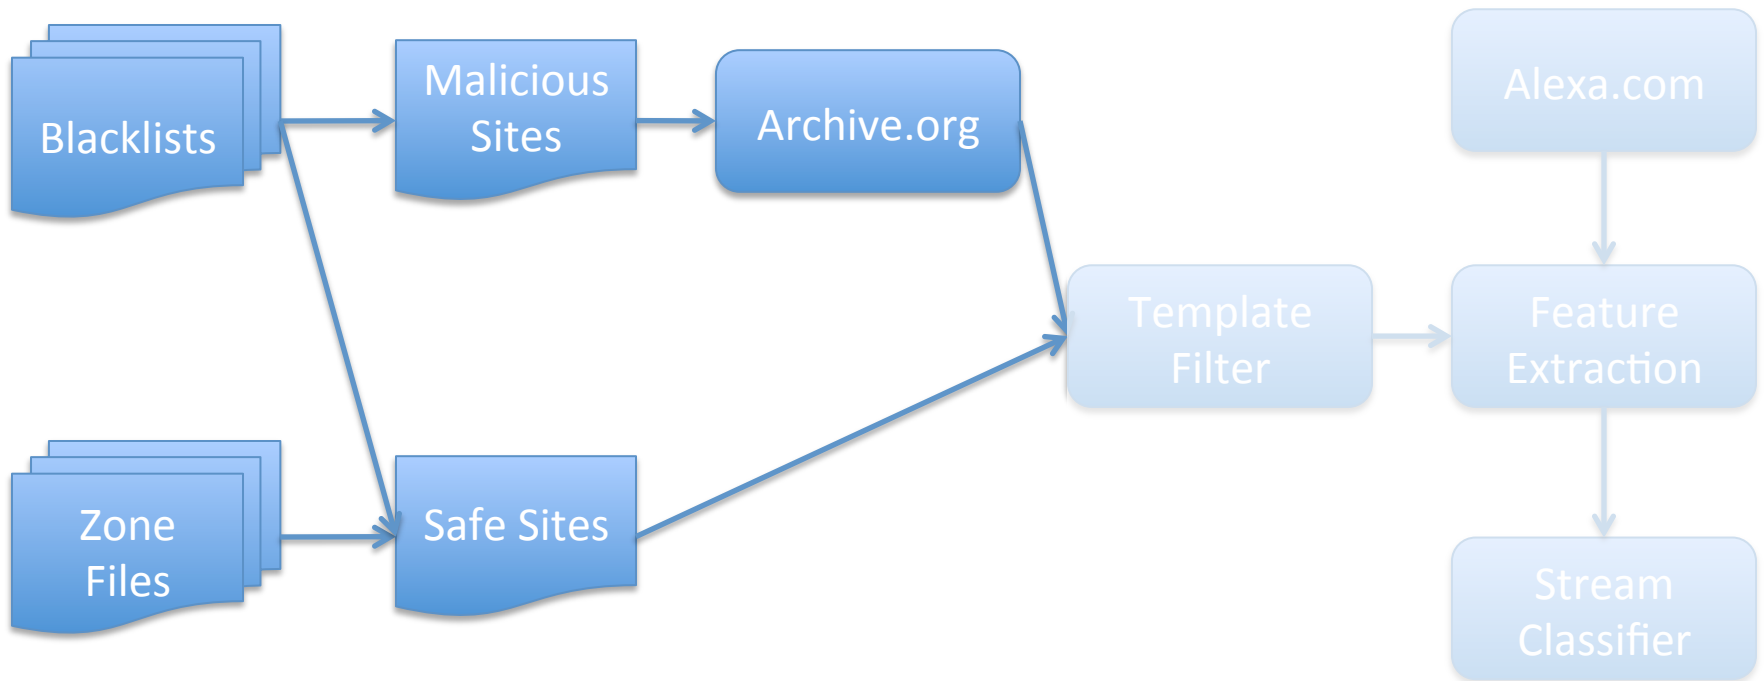 Blacklists
Malicious
Sites
Archive.org
Alexa.com
Template
Filter
Feature
Extraction
Zone
Files
Safe Sites
Stream
Classifier